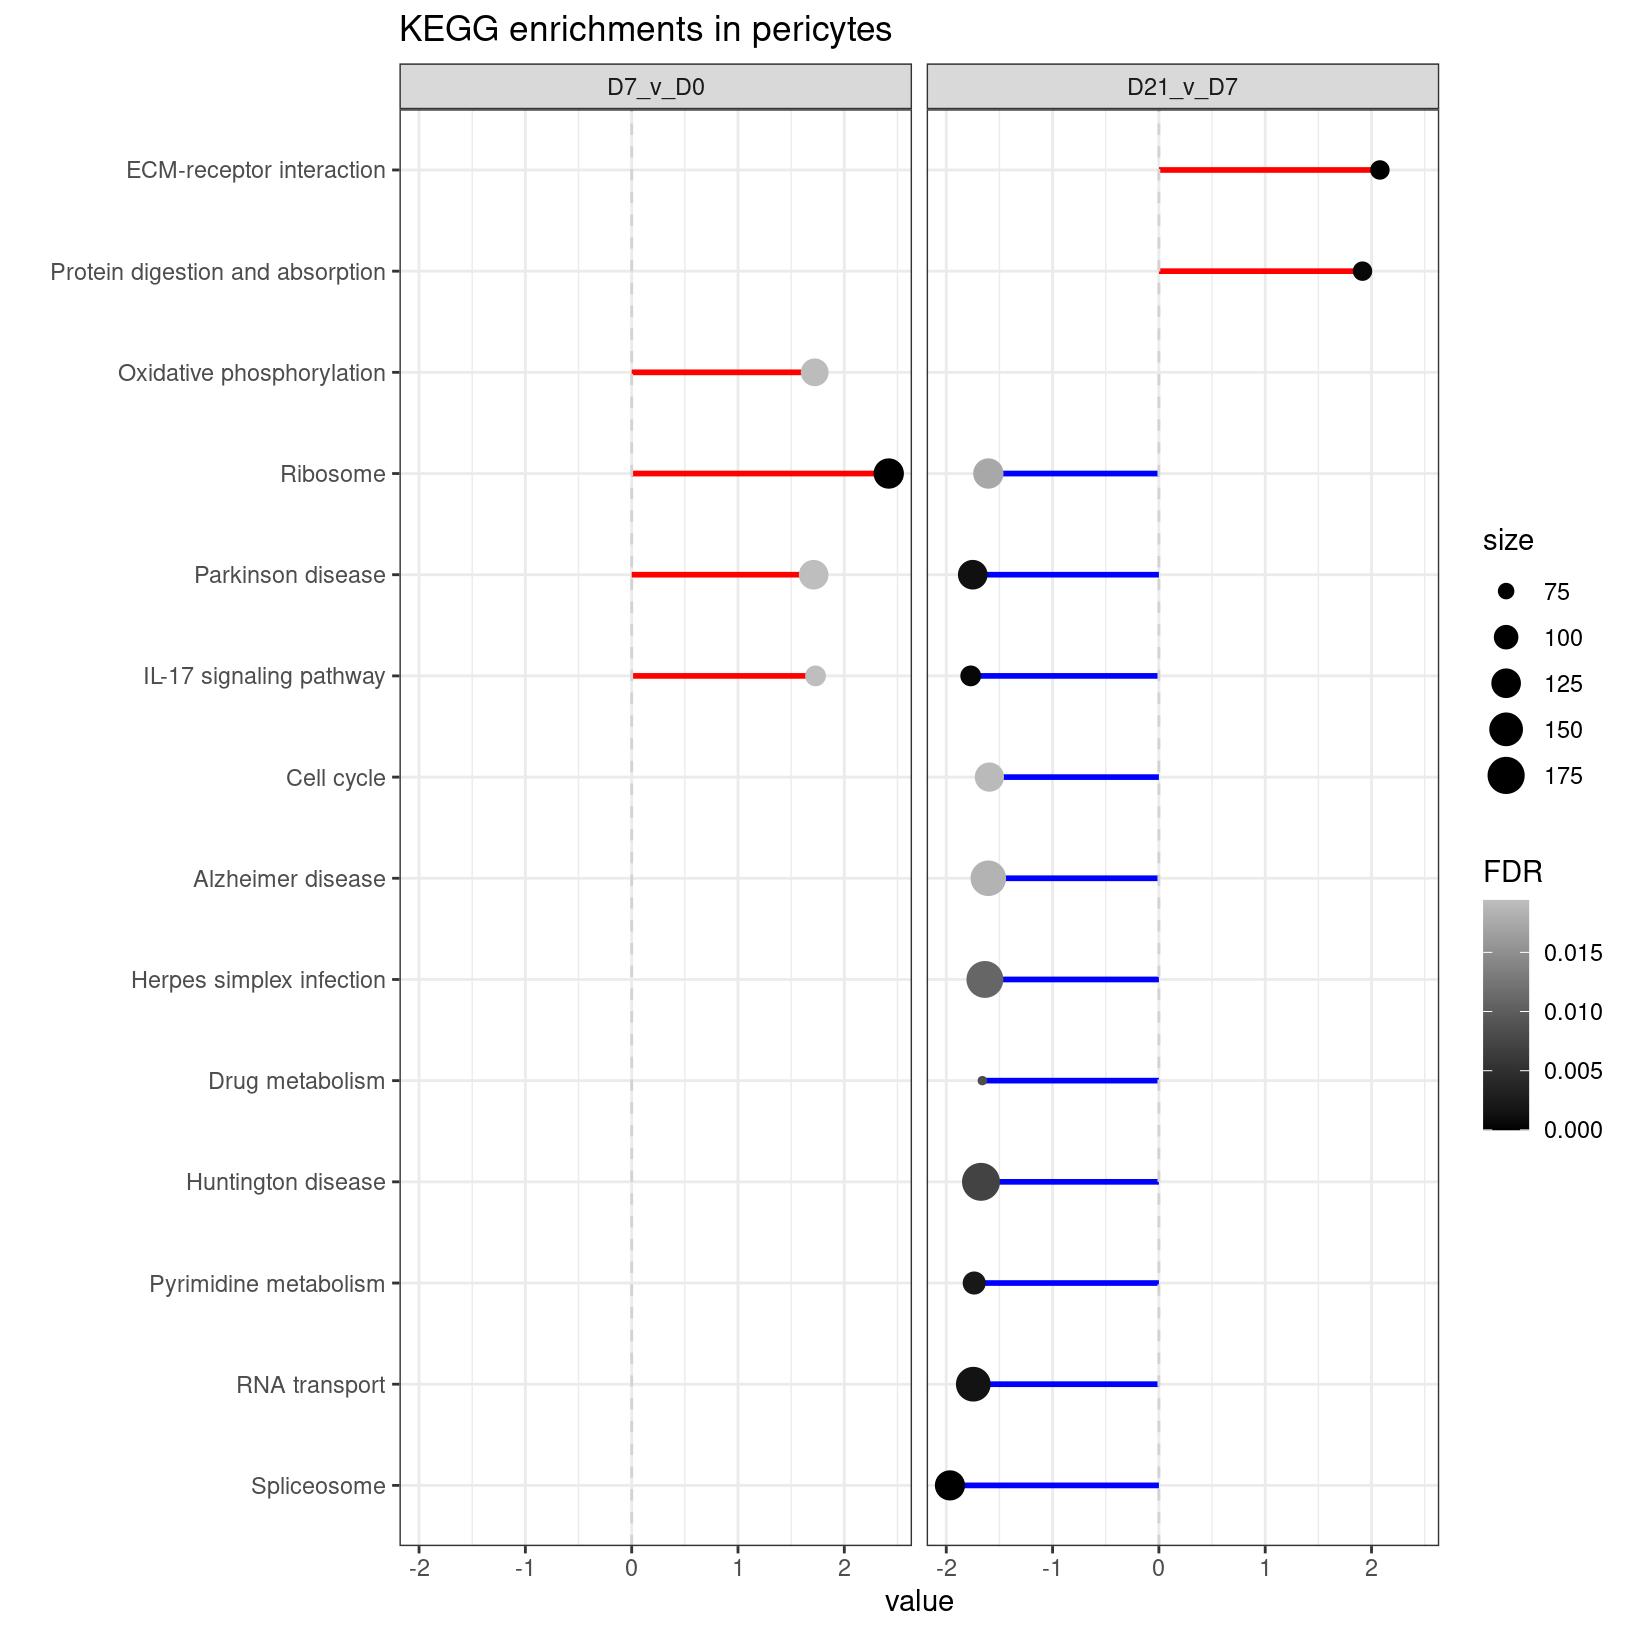 KEGG enrichments in pericytes
D7_v_D0
D21_v_D7
ECM-receptor interaction
Protein digestion and absorption
Oxidative phosphorylation
Ribosome
Parkinson disease
IL-17 signaling pathway
Cell cycle
Alzheimer disease
Herpes simplex infection
Drug metabolism
Huntington disease
Pyrimidine metabolism
RNA transport
Spliceosome
-2 -1 0 1 2
-2 -1 0 1 2
value
size
75
100
125
150
175
FDR
0.015
0.010
0.005
0.000